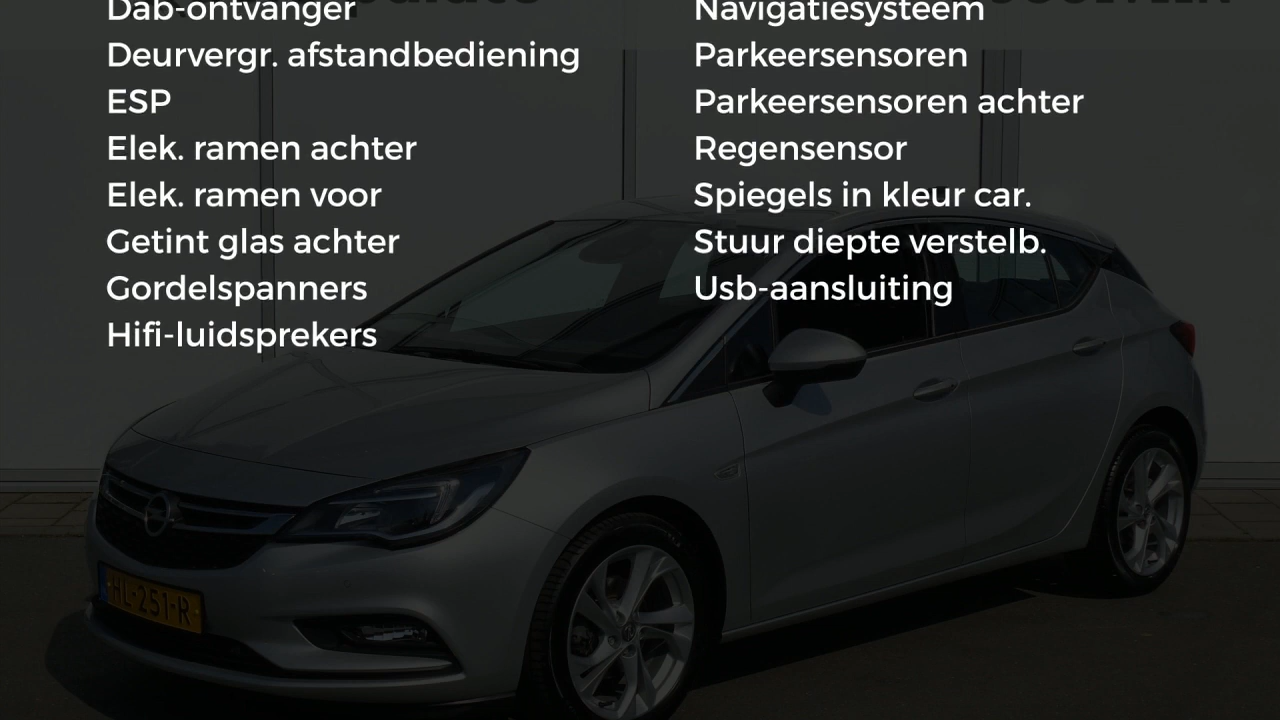 Dab-ontvanger
Deurvergr. afstandbediening
ESP
Elek. ramen achter
Elek. ramen voor
Getint glas achter
Gordelspanners
Hifi-luidsprekers
Navigatiesysteem
Parkeersensoren
Parkeersensoren achter
Regensensor
Spiegels in kleur car.
Stuur diepte verstelb.
Usb-aansluiting
HL-251-R